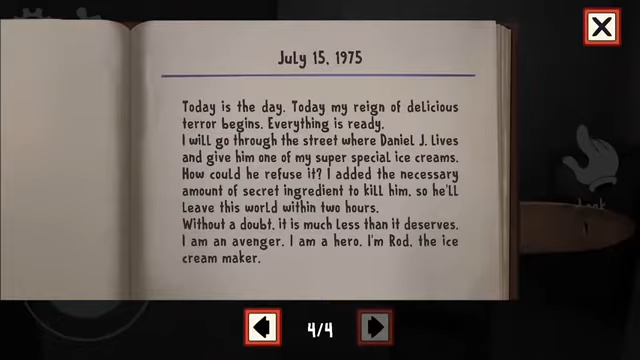 July 15, 1975
Today is the day. Today my reign of delicious
terror begins. Everything is ready.
I will go through the street where Daniel J. lives
and give him one of my super special ice creams.
How could he refuse it? I added the necessary
amount of secret ingredient to kill him, so he'll
leave this world within two hours.
Without a doubt, it is much less than it deserves.
I am an avenger. I am a hero. I'm Rod, the ice
cream maker.
4/4